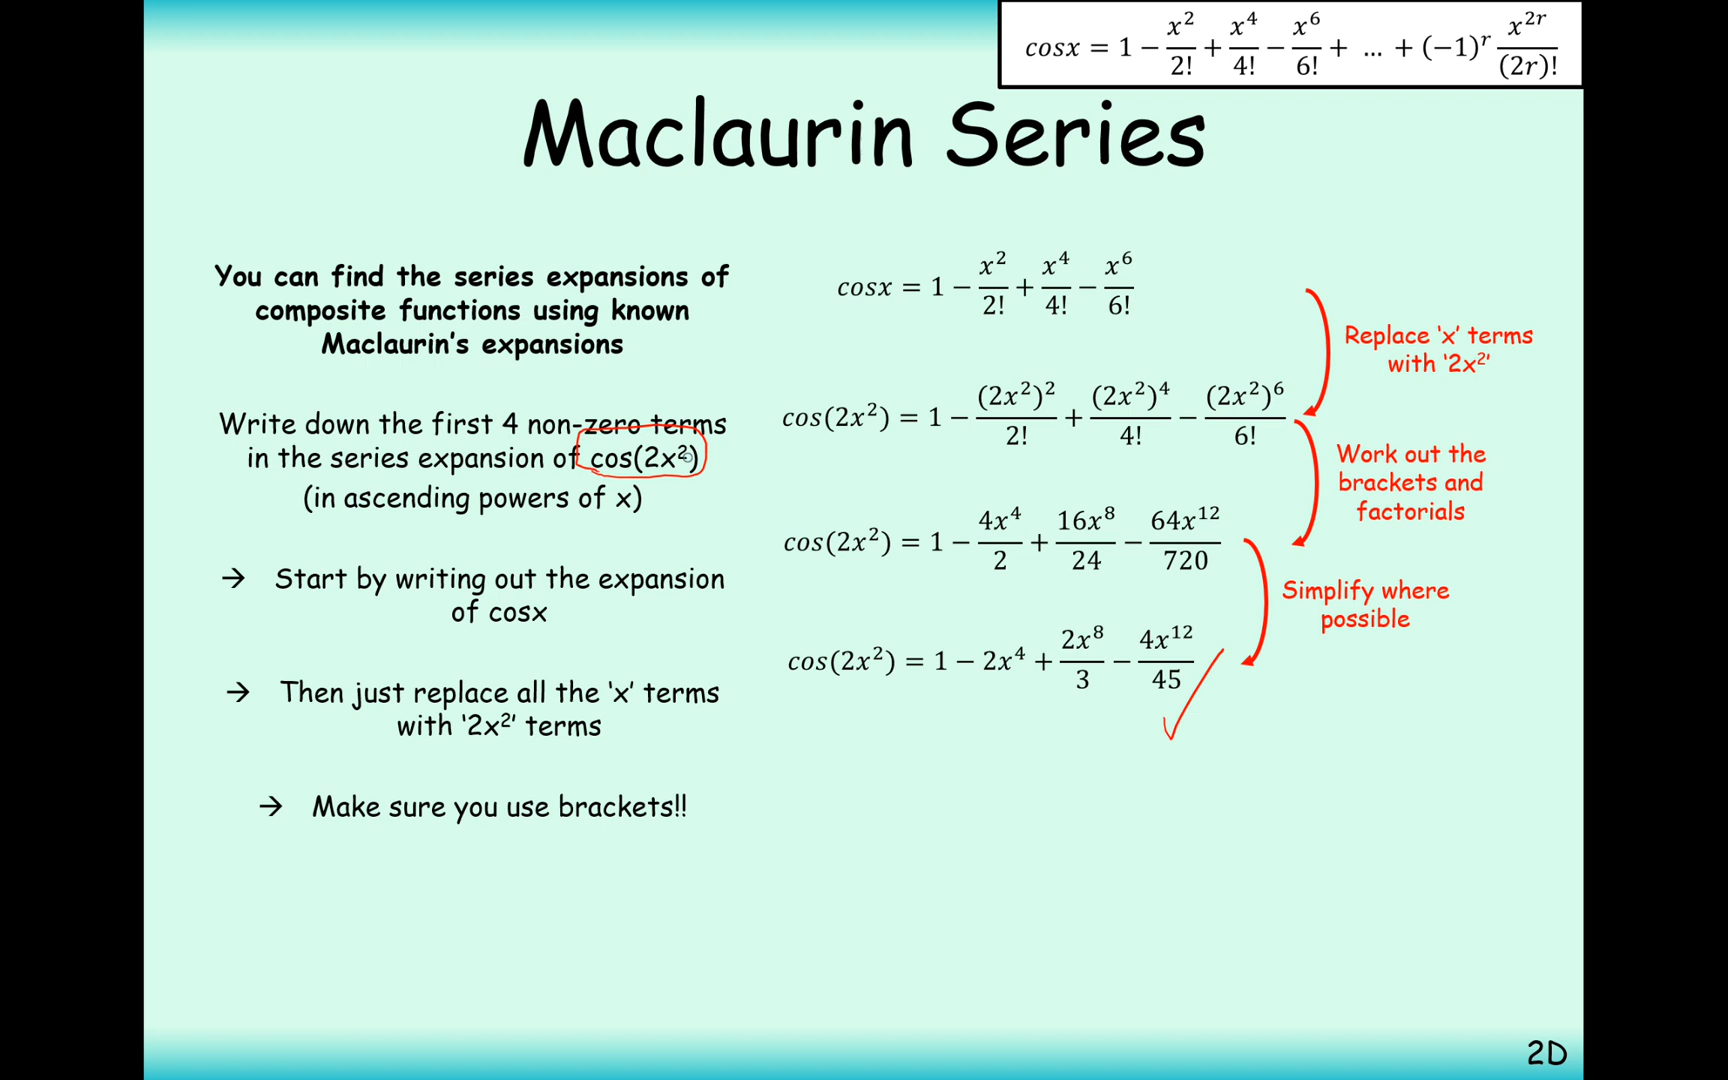 cosx = 1 − x²/2! + x⁴/4! − x⁶/6! + … + (−1)ʳ x²ʳ/(2r)!
Maclaurin Series
You can find the series expansions of
composite functions using known
Maclaurin's expansions
Write down the first 4 non-zero terms
in the series expansion of cos(2x²)
(in ascending powers of x)
→ Start by writing out the expansion
of cosx
→ Then just replace all the 'x' terms
with '2x²' terms
→ Make sure you use brackets!!
cosx = 1 − x²/2! + x⁴/4! − x⁶/6!
cos(2x²) = 1 − (2x²)²/2! + (2x²)⁴/4! − (2x²)⁶/6!
cos(2x²) = 1 − 4x⁴/2 + 16x⁸/24 − 64x¹²/720
cos(2x²) = 1 − 2x⁴ + 2x⁸/3 − 4x¹²/45
Replace 'x' terms
with '2x²'
Work out the
brackets and
factorials
Simplify where
possible
2D